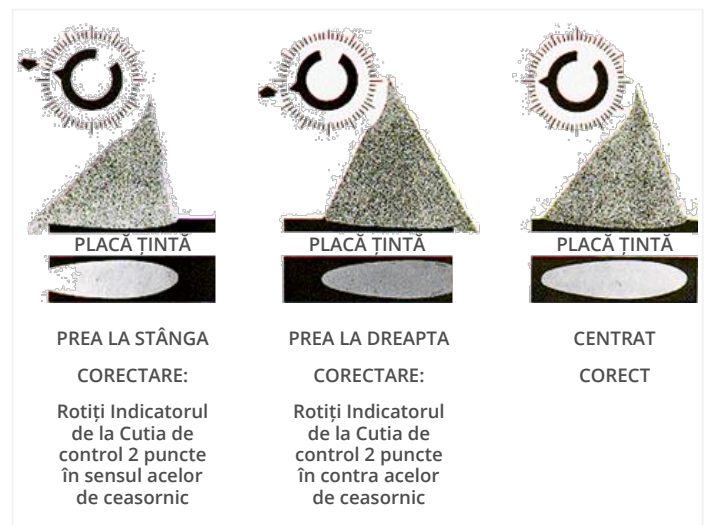 PLACĂ ȚINTĂ
PLACĂ ȚINTĂ
PLACĂ ȚINTĂ
PREA LA STÂNGA
CORECTARE:
Rotiți Indicatorul
de la Cutia de
control 2 puncte
în sensul acelor
de ceasornic
PREA LA DREAPTA
CORECTARE:
Rotiți Indicatorul
de la Cutia de
control 2 puncte
în contra acelor
de ceasornic
CENTRAT
CORECT